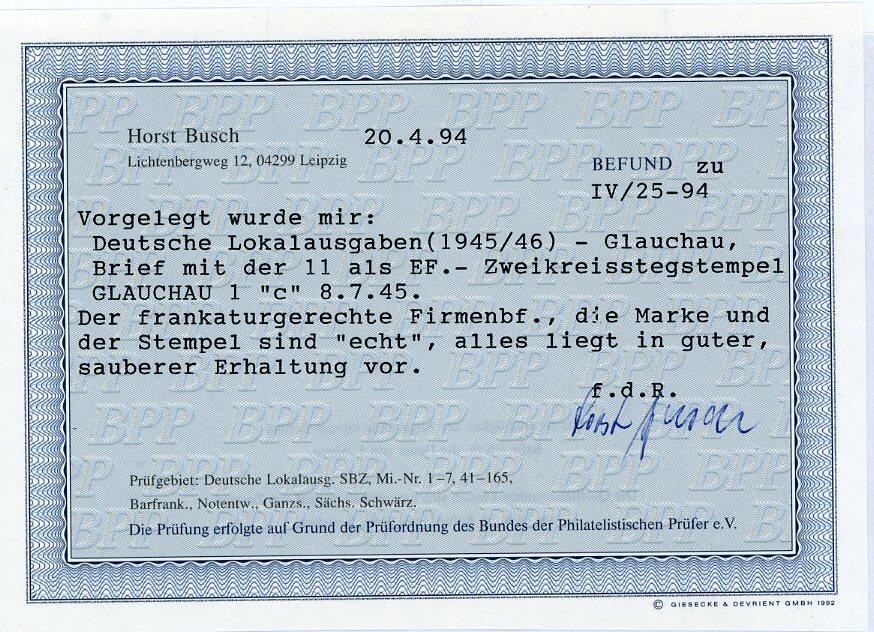 Horst Busch 20.4.94
Lichtenbergweg 12, 04299 Leipzig
BEFUND zu
IV/25-94
Vorgelegt wurde mir:
Deutsche Lokalausgaben(1945/46) - Glauchau,
Brief mit der 11 als EF.- Zweikreisstegstempel
GLAUCHAU 1 "c" 8.7.45.
Der frankaturgerechte Firmenbf., die Marke und
der Stempel sind "echt", alles liegt in guter,
sauberer Erhaltung vor.
f.d.R.
Horst Busch
Prüfgebiet: Deutsche Lokalausg. SBZ, Mi.-Nr. 1–7, 41–165,
Barfrank., Notentw., Ganzs., Sächs. Schwärz.
Die Prüfung erfolgte auf Grund der Prüfordnung des Bundes der Philatelistischen Prüfer e.V.
© GIESECKE & DEVRIENT GMBH 1992